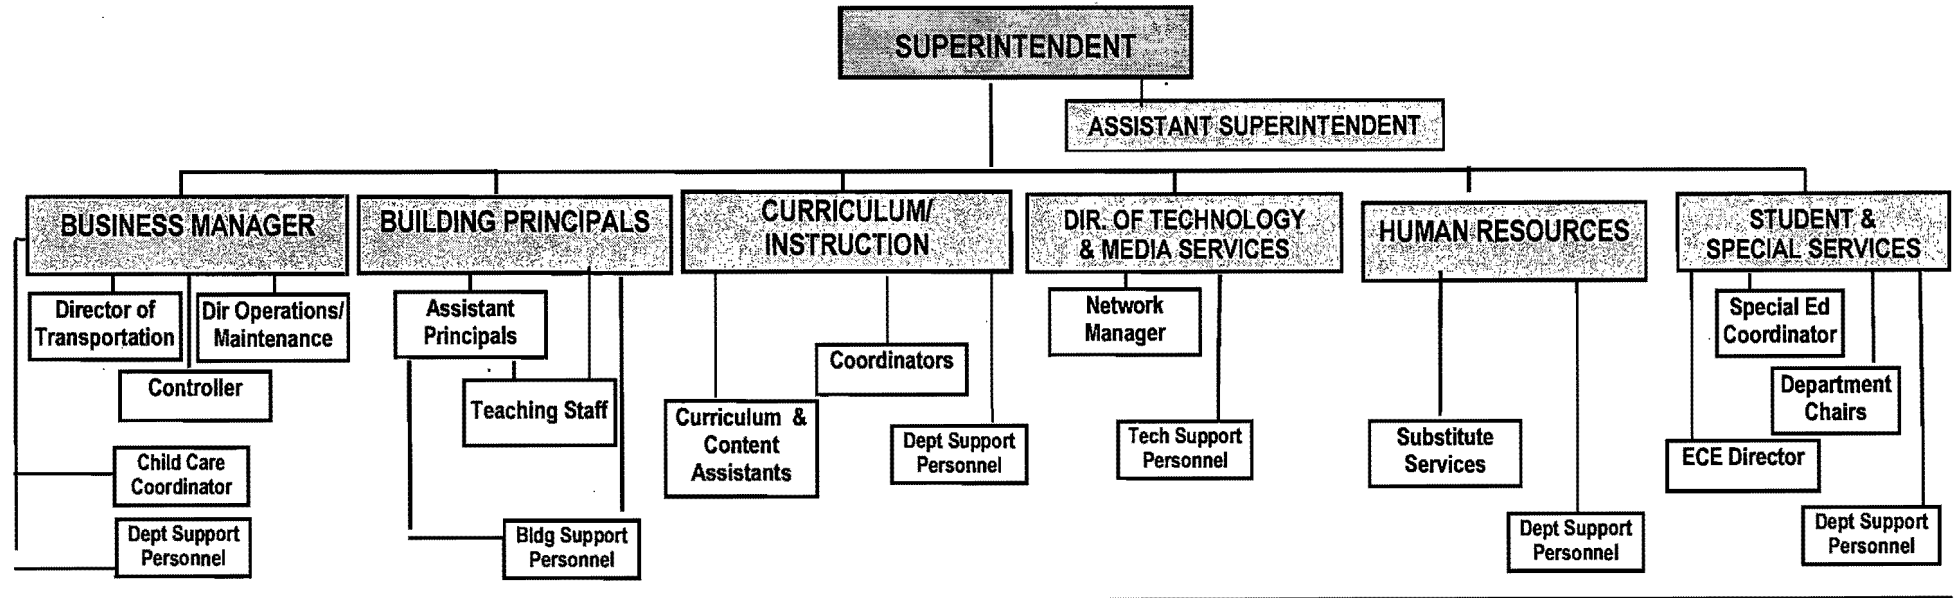 SUPERINTENDENT
ASSISTANT SUPERINTENDENT
BUSINESS MANAGER
BUILDING PRINCIPALS
CURRICULUM/
INSTRUCTION
DIR. OF TECHNOLOGY
& MEDIA SERVICES
HUMAN RESOURCES
STUDENT &
SPECIAL SERVICES
Director of
Transportation
Dir Operations/
Maintenance
Controller
Child Care
Coordinator
Dept Support
Personnel
Assistant
Principals
Teaching Staff
Bldg Support
Personnel
Coordinators
Curriculum &
Content
Assistants
Dept Support
Personnel
Network
Manager
Tech Support
Personnel
Substitute
Services
Dept Support
Personnel
Special Ed
Coordinator
Department
Chairs
ECE Director
Dept Support
Personnel